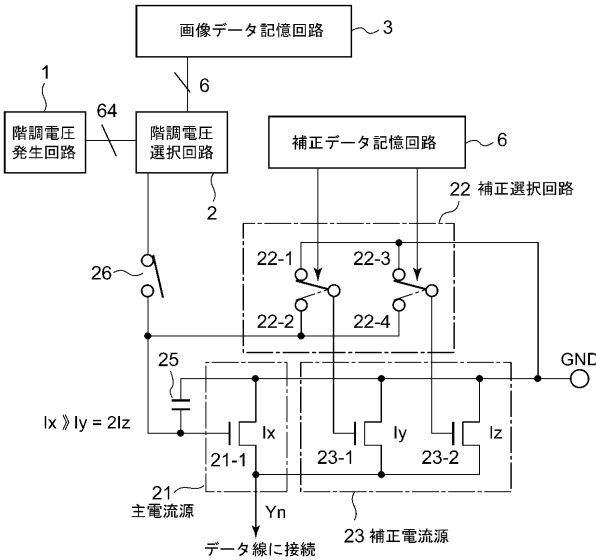 画像データ記憶回路
3
6
1
64
階調電圧
発生回路
階調電圧
選択回路
2
補正データ記憶回路
6
22 補正選択回路
22-1
22-3
26
22-2
22-4
GND
25
Ix》Iy = 2Iz
Ix
Iy
Iz
21-1
23-1
23-2
21
主電流源
Yn
23 補正電流源
データ線に接続